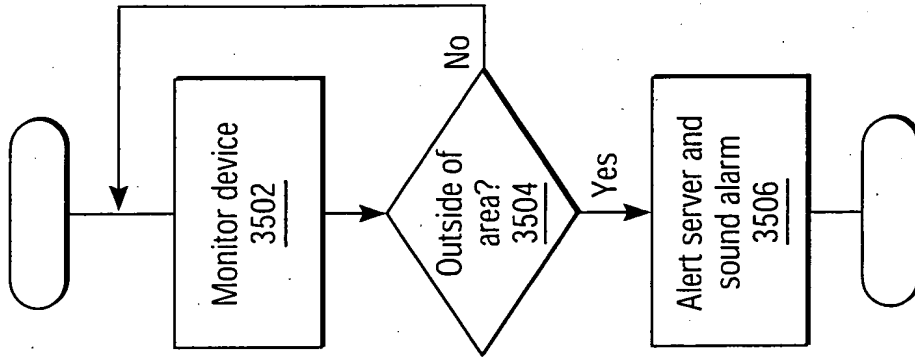 Monitor device
3502
Outside of
area?
3504
No
Yes
Alert server and
sound alarm
3506